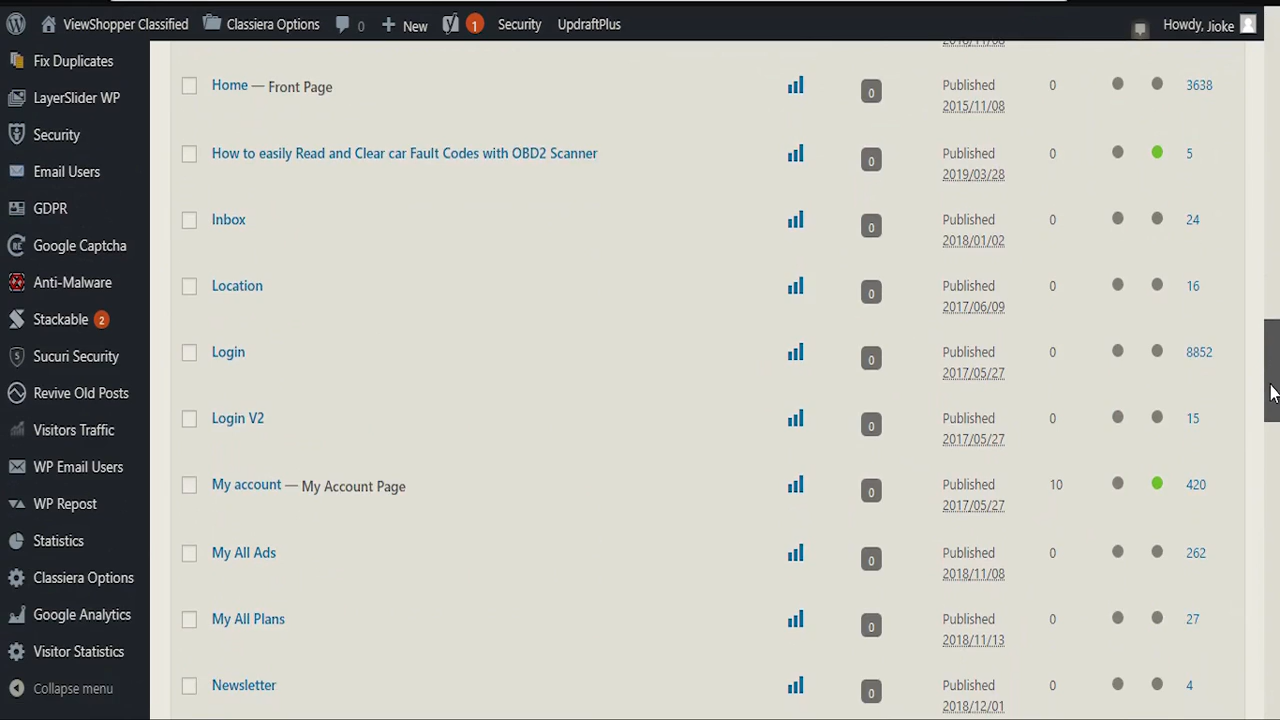 ViewShopper Classified Classiera Options 0 New 1 Security UpdraftPlus Howdy, Jioke
Fix Duplicates
LayerSlider WP
Security
Email Users
GDPR
Google Captcha
Anti-Malware
Stackable 2
Sucuri Security
Revive Old Posts
Visitors Traffic
WP Email Users
WP Repost
Statistics
Classiera Options
Google Analytics
Visitor Statistics
Collapse menu
2018/11/08
Home — Front Page 0 Published 0 3638
2015/11/08
How to easily Read and Clear car Fault Codes with OBD2 Scanner 0 Published 0 5
2019/03/28
Inbox 0 Published 0 24
2018/01/02
Location 0 Published 0 16
2017/06/09
Login 0 Published 0 8852
2017/05/27
Login V2 0 Published 0 15
2017/05/27
My account — My Account Page 0 Published 10 420
2017/05/27
My All Ads 0 Published 0 262
2018/11/08
My All Plans 0 Published 0 27
2018/11/13
Newsletter 0 Published 0 4
2018/12/01